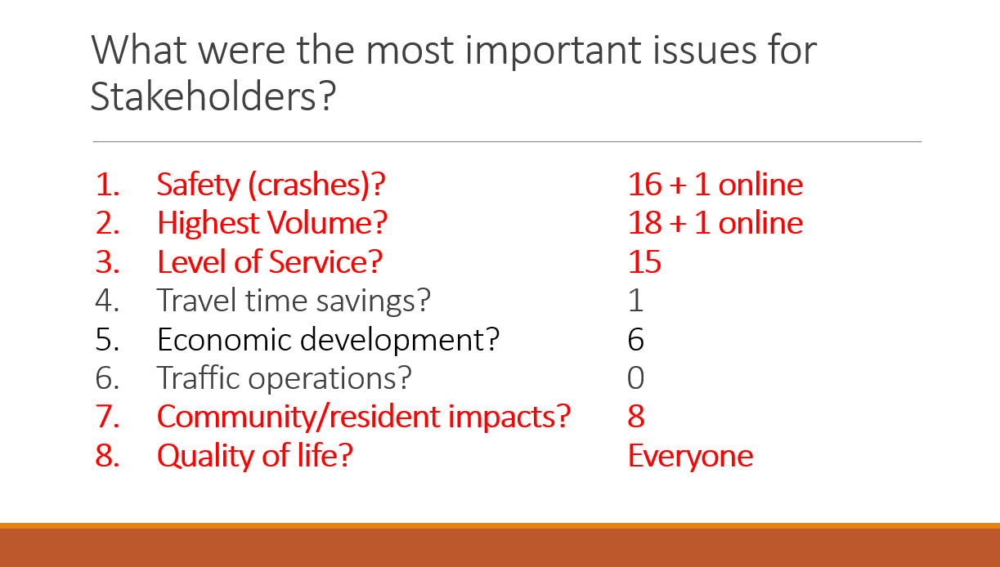 What were the most important issues for
Stakeholders?
1. Safety (crashes)? 16 + 1 online
2. Highest Volume? 18 + 1 online
3. Level of Service? 15
4. Travel time savings? 1
5. Economic development? 6
6. Traffic operations? 0
7. Community/resident impacts? 8
8. Quality of life? Everyone